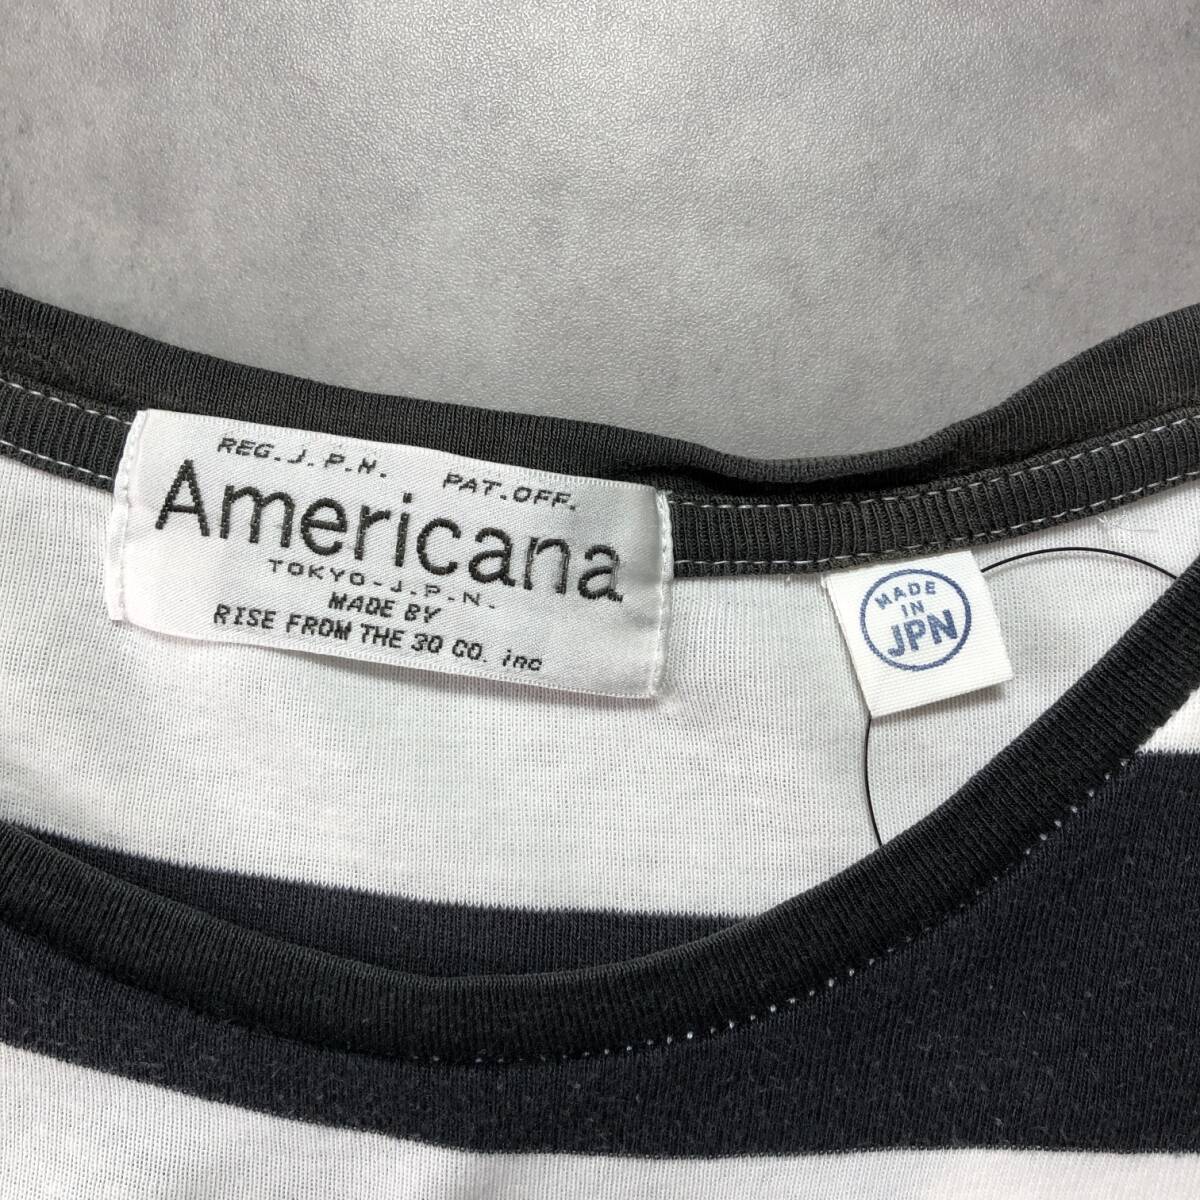 REG.J.P.N. PAT.OFF.
Americana
TOKYO-J.P.N.
MADE BY
RISE FROM THE 30 CO. inc
MADE
IN
JPN